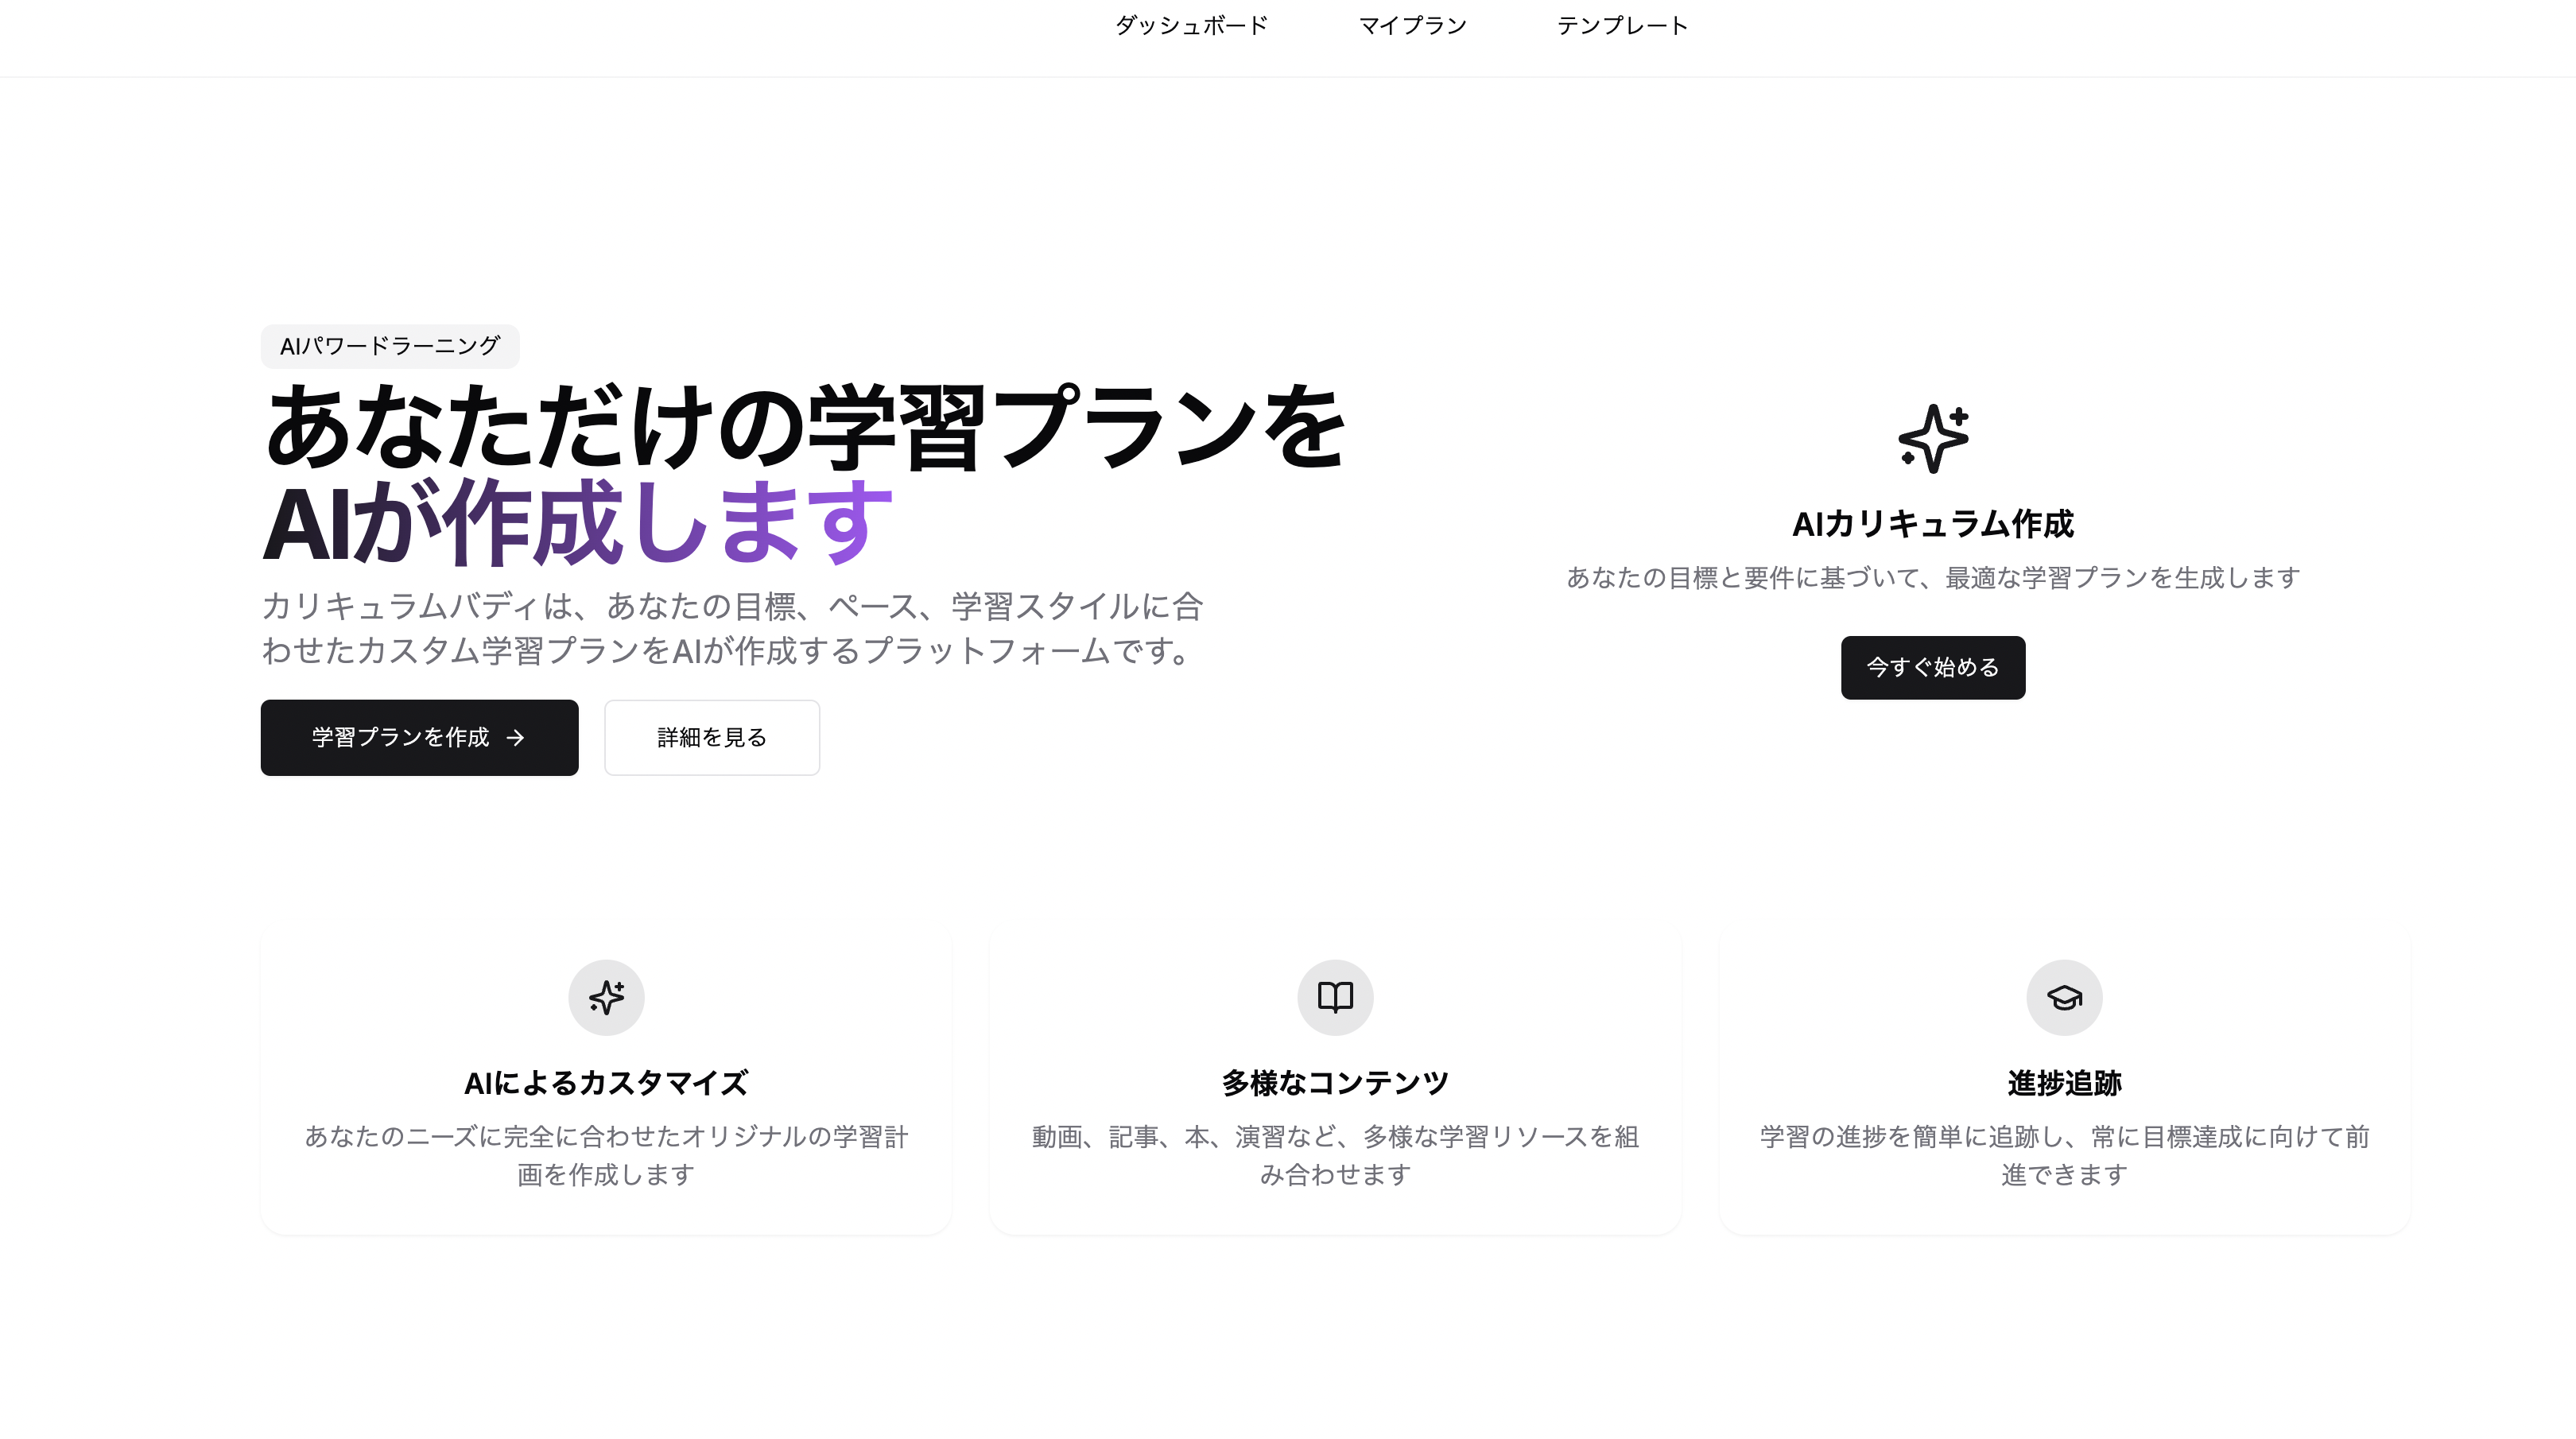 ダッシュボード
マイプラン
テンプレート
AIパワードラーニング
あなただけの学習プランを
AIが作成します
カリキュラムバディは、あなたの目標、ペース、学習スタイルに合
わせたカスタム学習プランをAIが作成するプラットフォームです。
学習プランを作成 →
詳細を見る
AIカリキュラム作成
あなたの目標と要件に基づいて、最適な学習プランを生成します
今すぐ始める
AIによるカスタマイズ
あなたのニーズに完全に合わせたオリジナルの学習計
画を作成します
多様なコンテンツ
動画、記事、本、演習など、多様な学習リソースを組
み合わせます
進捗追跡
学習の進捗を簡単に追跡し、常に目標達成に向けて前
進できます